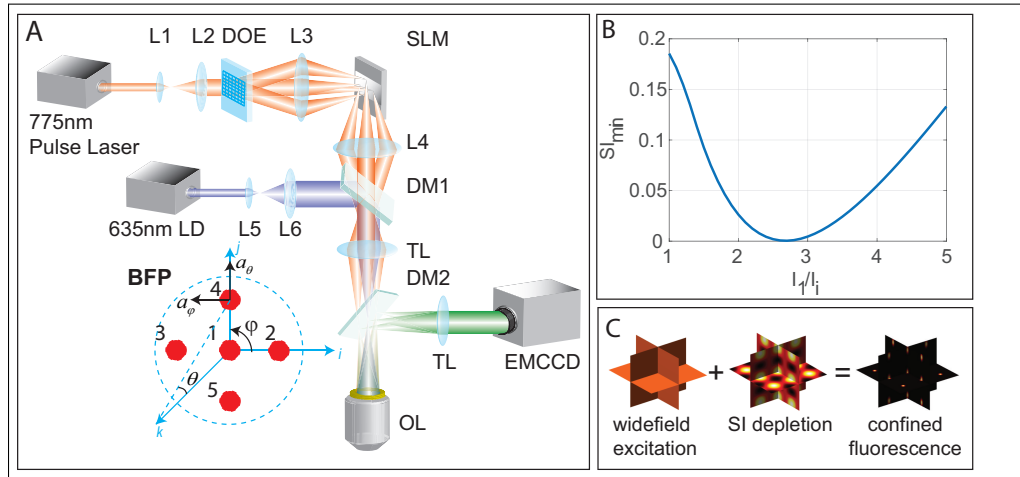 A
L1 L2 DOE L3 SLM
775nm
Pulse Laser
L4
DM1
635nm LD
L5 L6
TL
DM2
BFP
j
a_θ
4
a_φ
3 1 φ 2
i
θ
5
k
TL
EMCCD
OL
B
0.2
0.15
0.1
0.05
0
SI_min
1 2 3 4 5
I_1/I_i
C
+ =
widefield
excitation
SI depletion
confined
fluorescence